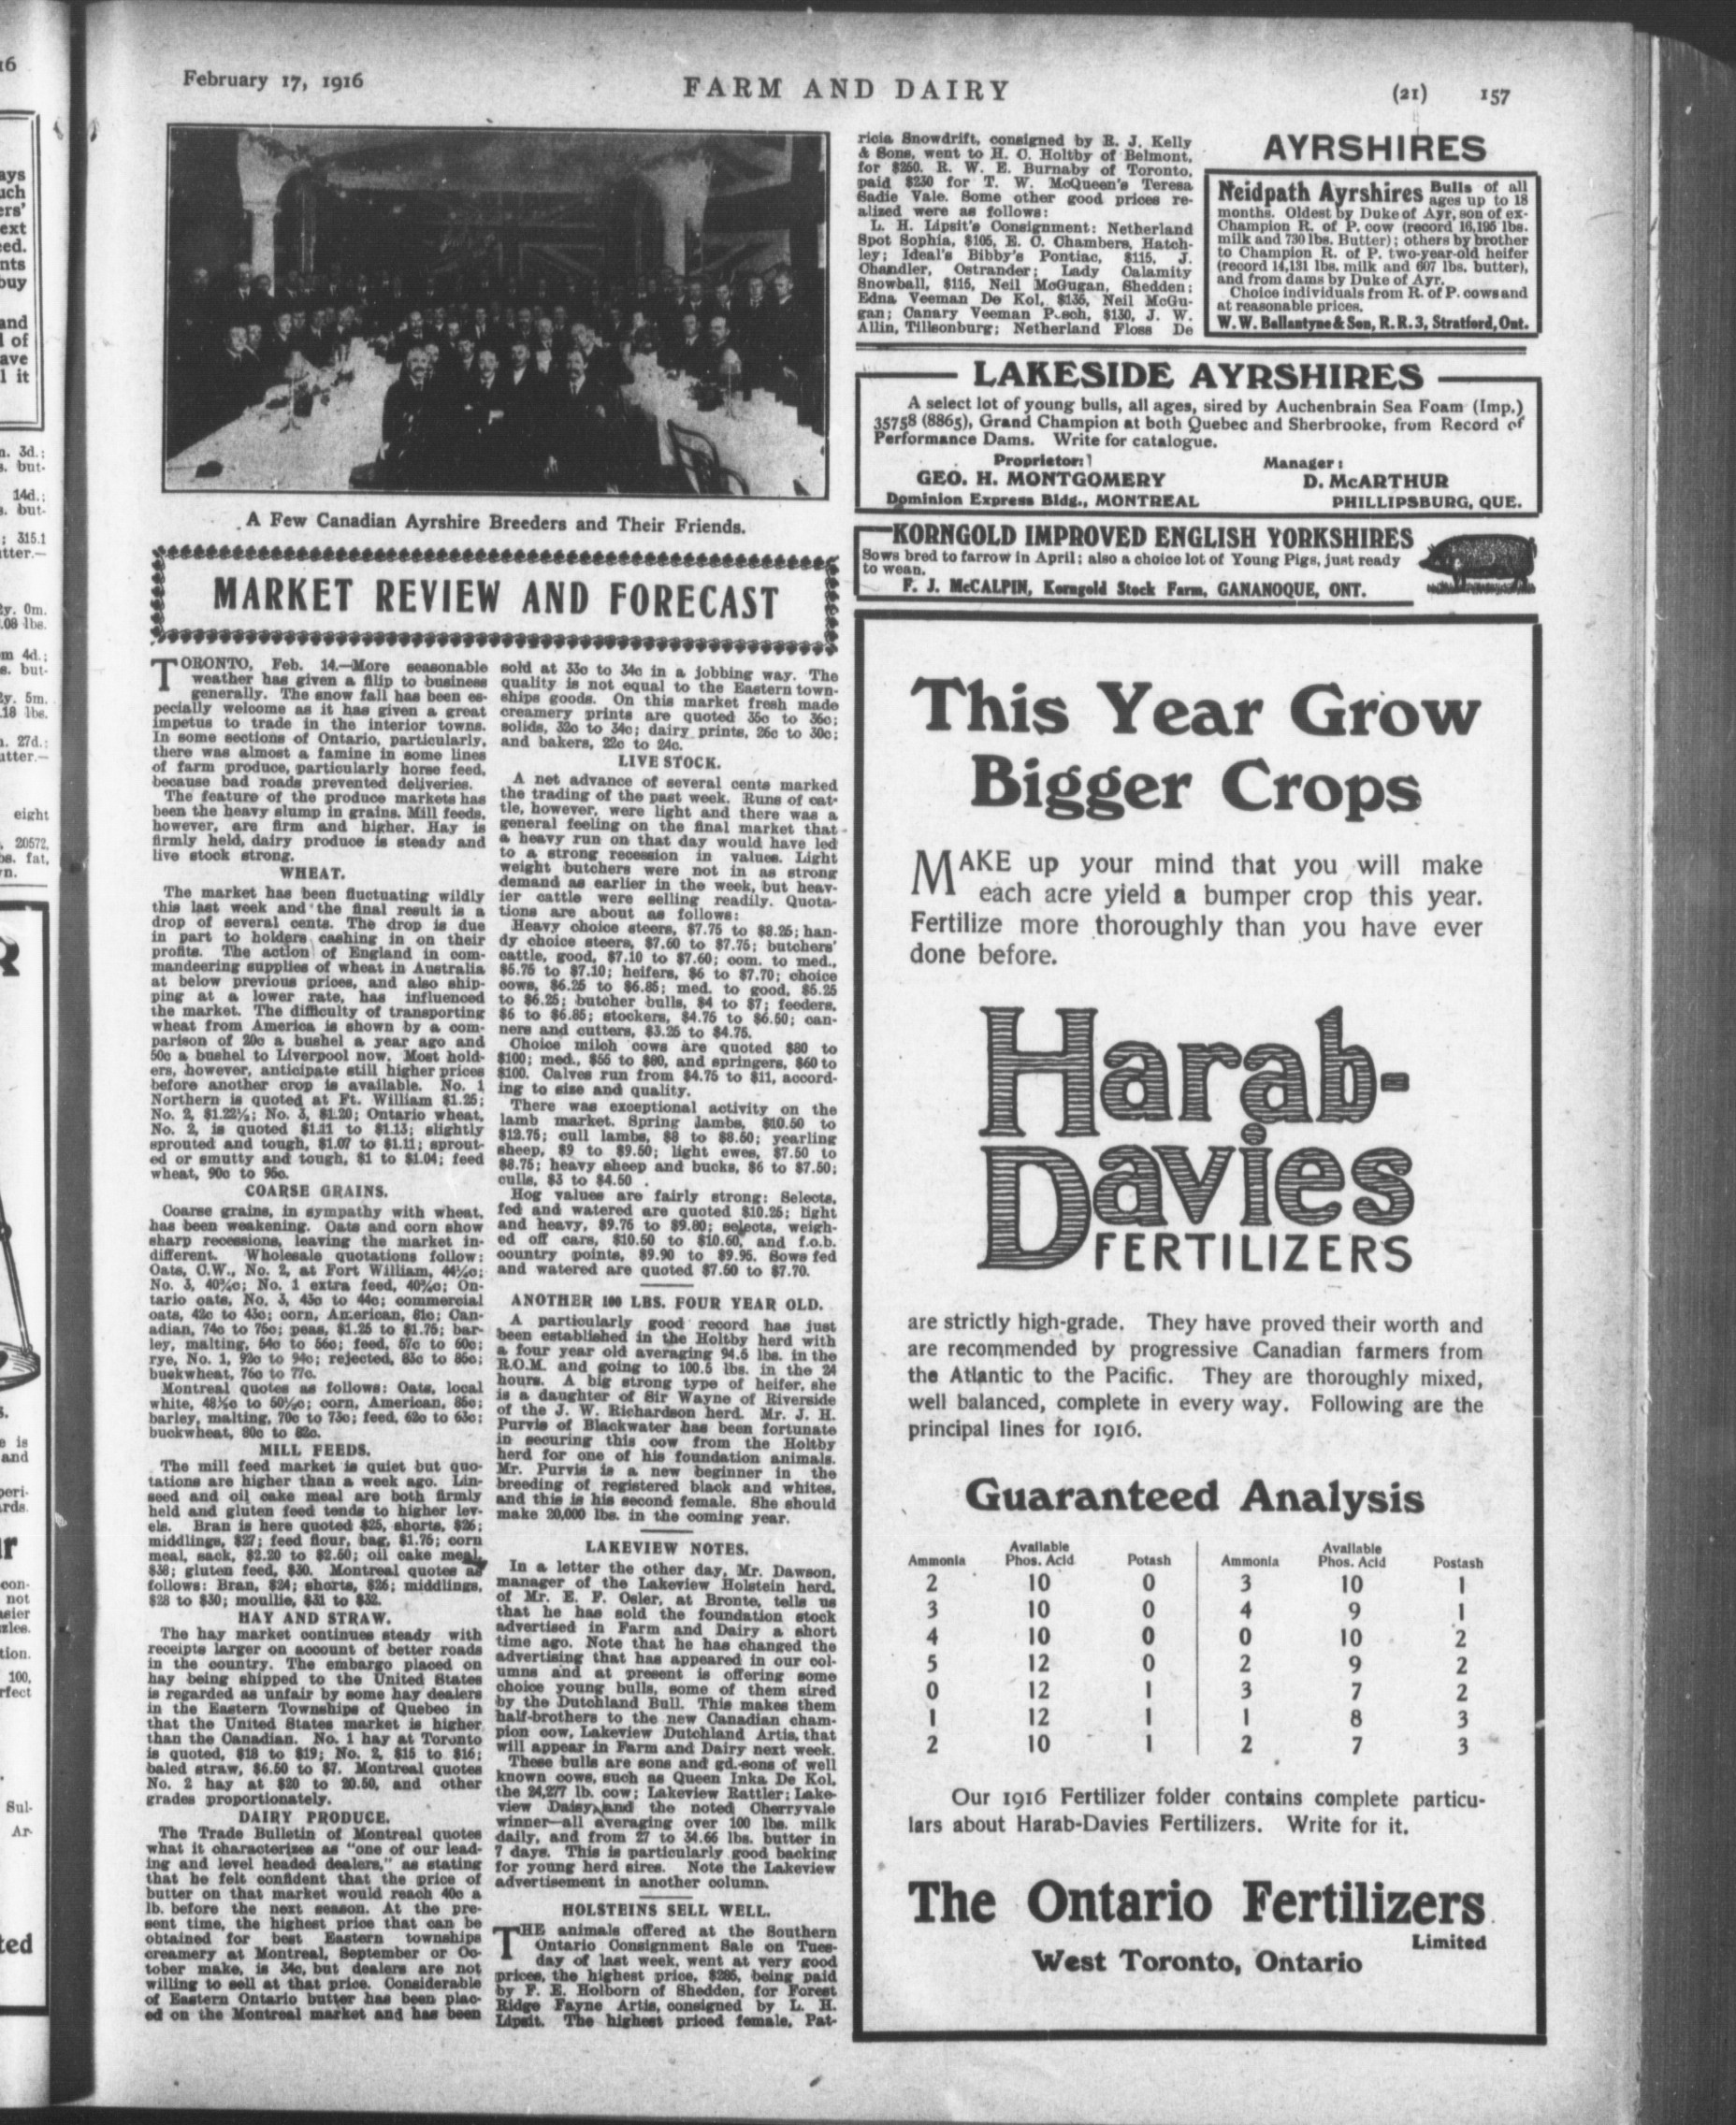 February 17, 1916
FARM AND DAIRY
(21) 157
A Few Canadian Ayrshire Breeders and Their Friends.
MARKET REVIEW AND FORECAST
TORONTO, Feb. 14.—More seasonable
weather has given a filip to business
generally. The snow fall has been es-
pecially welcome as it has given a great
impetus to trade in the interior towns.
In some sections of Ontario, particularly,
there was almost a famine in some lines
of farm produce, particularly horse feed,
because bad roads prevented deliveries.
The feature of the produce markets has
been the heavy slump in grains. Mill feeds,
however, are firm and higher. Hay is
firmly held, dairy produce is steady and
live stock strong.
WHEAT.
The market has been fluctuating wildly
this last week and the final result is a
drop of several cents. The drop is due
in part to holders cashing in on their
profits. The action of England in com-
mandeering supplies of wheat in Australia
at below previous prices, and also ship-
ping at a lower rate, has influenced
the market. The difficulty of transporting
wheat from America is shown by a com-
parison of 20c a bushel a year ago and
50c a bushel to Liverpool now. Most hold-
ers, however, anticipate still higher prices
before another crop is available. No. 1
Northern is quoted at Ft. William $1.25;
No. 2, $1.22½; No. 3, $1.20; Ontario wheat,
No. 2, is quoted $1.11 to $1.13; slightly
sprouted and tough, $1.07 to $1.11; sprout-
ed or smutty and tough, $1 to $1.04; feed
wheat, 90c to 95c.
COARSE GRAINS.
Coarse grains, in sympathy with wheat,
has been weakening. Oats and corn show
sharp recessions, leaving the market in-
different. Wholesale quotations follow:
Oats, C.W., No. 2, at Fort William, 44¼c;
No. 3, 40¾c; No. 1 extra feed, 40¾c; On-
tario oats, No. 3, 43c to 44c; commercial
oats, 42c to 43c; corn, American, 81c; Can-
adian, 74c to 75c; peas, $1.25 to $1.75; bar-
ley, malting, 54c to 56c; feed, 57c to 60c;
rye, No. 1, 92c to 94c; rejected, 83c to 85c;
buckwheat, 76c to 77c.
Montreal quotes as follows: Oats, local
white, 48½c to 50½c; corn, American, 85c;
barley, malting, 70c to 73c; feed, 62c to 63c;
buckwheat, 80c to 82c.
MILL FEEDS.
The mill feed market is quiet but quo-
tations are higher than a week ago. Lin-
seed and oil cake meal are both firmly
held and gluten feed tends to higher lev-
els. Bran is here quoted $25, shorts, $26;
middlings, $27; feed flour, bag, $1.75; corn
meal, sack, $2.20 to $2.50; oil cake meal,
$38; gluten feed, $30. Montreal quotes as
follows: Bran, $24; shorts, $26; middlings,
$28 to $30; moullie, $31 to $32.
HAY AND STRAW.
The hay market continues steady with
receipts larger on account of better roads
in the country. The embargo placed on
hay being shipped to the United States
is regarded as unfair by some hay dealers
in the Eastern Townships of Quebec in
that the United States market is higher
than the Canadian. No. 1 hay at Toronto
is quoted, $18 to $19; No. 2, $15 to $16;
baled straw, $6.50 to $7. Montreal quotes
No. 2 hay at $20 to 20.50, and other
grades proportionately.
DAIRY PRODUCE.
The Trade Bulletin of Montreal quotes
what it characterizes as "one of our lead-
ing and level headed dealers," as stating
that he felt confident that the price of
butter on that market would reach 40c a
lb. before the next season. At the pre-
sent time, the highest price that can be
obtained for best Eastern townships
creamery at Montreal, September or Oc-
tober make, is 34c, but dealers are not
willing to sell at that price. Considerable
of Eastern Ontario butter has been plac-
ed on the Montreal market and has been
sold at 33c to 34c in a jobbing way. The
quality is not equal to the Eastern town-
ships goods. On this market fresh made
creamery prints are quoted 35c to 36c;
solids, 32c to 34c; dairy prints, 26c to 30c;
and bakers, 22c to 24c.
LIVE STOCK.
A net advance of several cents marked
the trading of the past week. Runs of cat-
tle, however, were light and there was a
general feeling on the final market that
a heavy run on that day would have led
to a strong recession in values. Light
weight butchers were not in as strong
demand as earlier in the week, but heav-
ier cattle were selling readily. Quota-
tions are about as follows:
Heavy choice steers, $7.75 to $8.25; han-
dy choice steers, $7.60 to $7.75; butchers'
cattle, good, $7.10 to $7.60; com. to med.,
$5.75 to $7.10; heifers, $6 to $7.70; choice
cows, $6.25 to $6.85; med. to good, $5.25
to $6.25; butcher bulls, $4 to $7; feeders,
$6 to $6.85; stockers, $4.75 to $6.50; can-
ners and cutters, $3.25 to $4.75.
Choice milch cows are quoted $80 to
$100; med., $55 to $80, and springers, $60 to
$100. Calves run from $4.75 to $11, accord-
ing to size and quality.
There was exceptional activity on the
lamb market. Spring lambs, $10.50 to
$12.75; cull lambs, $8 to $8.50; yearling
sheep, $9 to $9.50; light ewes, $7.50 to
$8.75; heavy sheep and bucks, $6 to $7.50;
culls, $3 to $4.50 .
Hog values are fairly strong: Selects,
fed and watered are quoted $10.25; light
and heavy, $9.75 to $9.80; selects, weigh-
ed off cars, $10.50 to $10.60, and f.o.b.
country points, $9.90 to $9.95. Sows fed
and watered are quoted $7.50 to $7.70.
ANOTHER 100 LBS. FOUR YEAR OLD.
A particularly good record has just
been established in the Holtby herd with
a four year old averaging 94.5 lbs. in the
R.O.M. and going to 100.5 lbs. in the 24
hours. A big strong type of heifer, she
is a daughter of Sir Wayne of Riverside
of the J. W. Richardson herd. Mr. J. H.
Purvis of Blackwater has been fortunate
in securing this cow from the Holtby
herd for one of his foundation animals.
Mr. Purvis is a new beginner in the
breeding of registered black and whites,
and this is his second female. She should
make 20,000 lbs. in the coming year.
LAKEVIEW NOTES.
In a letter the other day, Mr. Dawson,
manager of the Lakeview Holstein herd,
of Mr. E. F. Osler, at Bronte, tells us
that he has sold the foundation stock
advertised in Farm and Dairy a short
time ago. Note that he has changed the
advertising that has appeared in our col-
umns and at present is offering some
choice young bulls, some of them sired
by the Dutchland Bull. This makes them
half-brothers to the new Canadian cham-
pion cow, Lakeview Dutchland Artis, that
will appear in Farm and Dairy next week.
These bulls are sons and gd.-sons of well
known cows, such as Queen Inka De Kol,
the 24,277 lb. cow; Lakeview Rattler; Lake-
view Daisy, and the noted Cherryvale
winner—all averaging over 100 lbs. milk
daily, and from 27 to 34.66 lbs. butter in
7 days. This is particularly good backing
for young herd sires. Note the Lakeview
advertisement in another column.
HOLSTEINS SELL WELL.
THE animals offered at the Southern
Ontario Consignment Sale on Tues-
day of last week, went at very good
prices, the highest price, $285, being paid
by F. E. Holborn of Shedden, for Forest
Ridge Fayne Artis, consigned by L. H.
Lipsit. The highest priced female, Pat-
ricia Snowdrift, consigned by R. J. Kelly
& Sons, went to H. C. Holtby of Belmont,
for $250. R. W. E. Burnaby of Toronto,
paid $230 for T. W. McQueen's Teresa
Sadie Vale. Some other good prices re-
alized were as follows:
L. H. Lipsit's Consignment: Netherland
Spot Sophia, $105, E. C. Chambers, Hatch-
ley; Ideal's Bibby's Pontiac, $115, J.
Chandler, Ostrander; Lady Calamity
Snowball, $115, Neil McGugan, Shedden;
Edna Veeman De Kol, $135, Neil McGu-
gan; Canary Veeman Pesch, $130, J. W.
Allin, Tillsonburg; Netherland Floss De
AYRSHIRES
Neidpath Ayrshires Bulls of all
ages up to 18
months. Oldest by Duke of Ayr, son of ex-
Champion R. of P. cow (record 16,195 lbs.
milk and 730 lbs. Butter); others by brother
to Champion R. of P. two-year-old heifer
(record 14,131 lbs. milk and 607 lbs. butter),
and from dams by Duke of Ayr.
Choice individuals from R. of P. cows and
at reasonable prices.
W. W. Ballantyne & Son, R. R. 3, Stratford, Ont.
LAKESIDE AYRSHIRES
A select lot of young bulls, all ages, sired by Auchenbrain Sea Foam (Imp.)
35758 (8865), Grand Champion at both Quebec and Sherbrooke, from Record of
Performance Dams. Write for catalogue.
Proprietor: Manager:
GEO. H. MONTGOMERY D. McARTHUR
Dominion Express Bldg., MONTREAL PHILLIPSBURG, QUE.
KORNGOLD IMPROVED ENGLISH YORKSHIRES
Sows bred to farrow in April; also a choice lot of Young Pigs, just ready
to wean.
F. J. McCALPIN, Korngold Stock Farm, GANANOQUE, ONT.
This Year Grow
Bigger Crops
MAKE up your mind that you will make
each acre yield a bumper crop this year.
Fertilize more thoroughly than you have ever
done before.
Harab-
Davies
FERTILIZERS
are strictly high-grade. They have proved their worth and
are recommended by progressive Canadian farmers from
the Atlantic to the Pacific. They are thoroughly mixed,
well balanced, complete in every way. Following are the
principal lines for 1916.
Guaranteed Analysis
Ammonia Available Phos. Acid Potash Ammonia Available Phos. Acid Postash
2 10 0 3 10 1
3 10 0 4 9 1
4 10 0 0 10 2
5 12 0 2 9 2
0 12 1 3 7 2
1 12 1 1 8 3
2 10 1 2 7 3
Our 1916 Fertilizer folder contains complete particu-
lars about Harab-Davies Fertilizers. Write for it.
The Ontario Fertilizers
Limited
West Toronto, Ontario